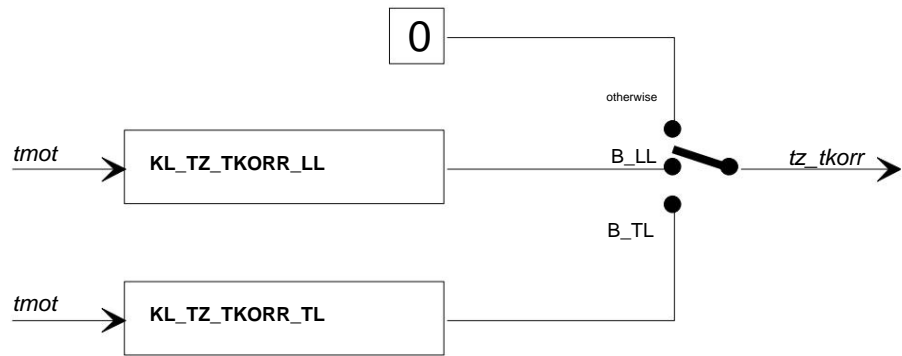 0
otherwise
tmot
KL_TZ_TKORR_LL
B_LL
tz_tkorr
B_TL
tmot
KL_TZ_TKORR_TL